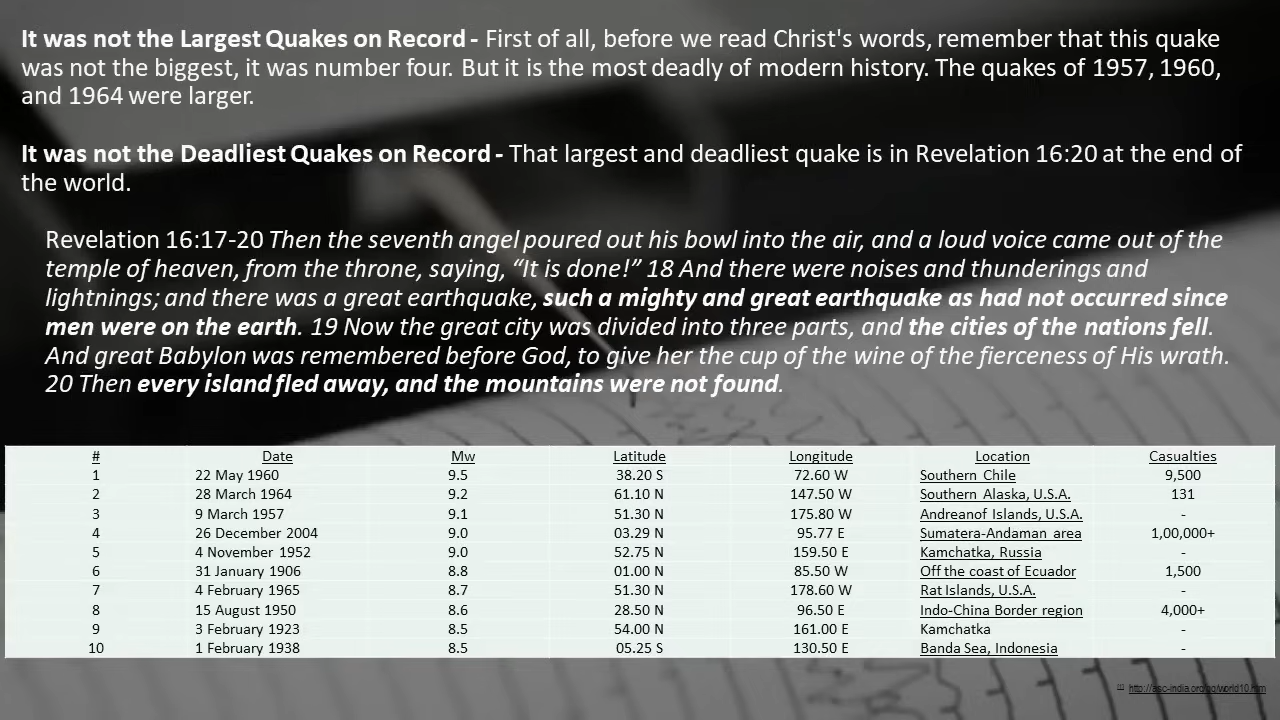 It was not the Largest Quakes on Record - First of all, before we read Christ's words, remember that this quake
was not the biggest, it was number four. But it is the most deadly of modern history. The quakes of 1957, 1960,
and 1964 were larger.
It was not the Deadliest Quakes on Record - That largest and deadliest quake is in Revelation 16:20 at the end of
the world.
Revelation 16:17-20 Then the seventh angel poured out his bowl into the air, and a loud voice came out of the
temple of heaven, from the throne, saying, “It is done!” 18 And there were noises and thunderings and
lightnings; and there was a great earthquake, such a mighty and great earthquake as had not occurred since
men were on the earth. 19 Now the great city was divided into three parts, and the cities of the nations fell.
And great Babylon was remembered before God, to give her the cup of the wine of the fierceness of His wrath.
20 Then every island fled away, and the mountains were not found.
# Date Mw Latitude Longitude Location Casualties
1 22 May 1960 9.5 38.20 S 72.60 W Southern Chile 9,500
2 28 March 1964 9.2 61.10 N 147.50 W Southern Alaska, U.S.A. 131
3 9 March 1957 9.1 51.30 N 175.80 W Andreanof Islands, U.S.A. -
4 26 December 2004 9.0 03.29 N 95.77 E Sumatera-Andaman area 1,00,000+
5 4 November 1952 9.0 52.75 N 159.50 E Kamchatka, Russia -
6 31 January 1906 8.8 01.00 N 85.50 W Off the coast of Ecuador 1,500
7 4 February 1965 8.7 51.30 N 178.60 W Rat Islands, U.S.A. -
8 15 August 1950 8.6 28.50 N 96.50 E Indo-China Border region 4,000+
9 3 February 1923 8.5 54.00 N 161.00 E Kamchatka -
10 1 February 1938 8.5 05.25 S 130.50 E Banda Sea, Indonesia -